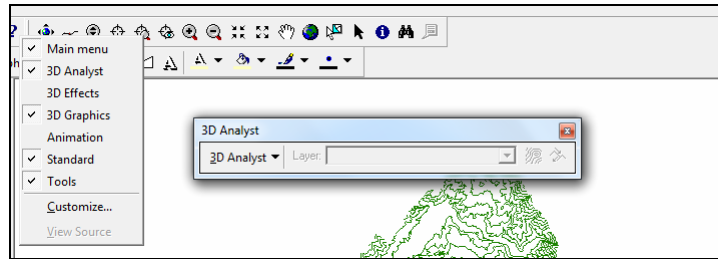 Main menu
3D Analyst
3D Effects
3D Graphics
Animation
Standard
Tools
Customize...
View Source
3D Analyst
3D Analyst Layer: